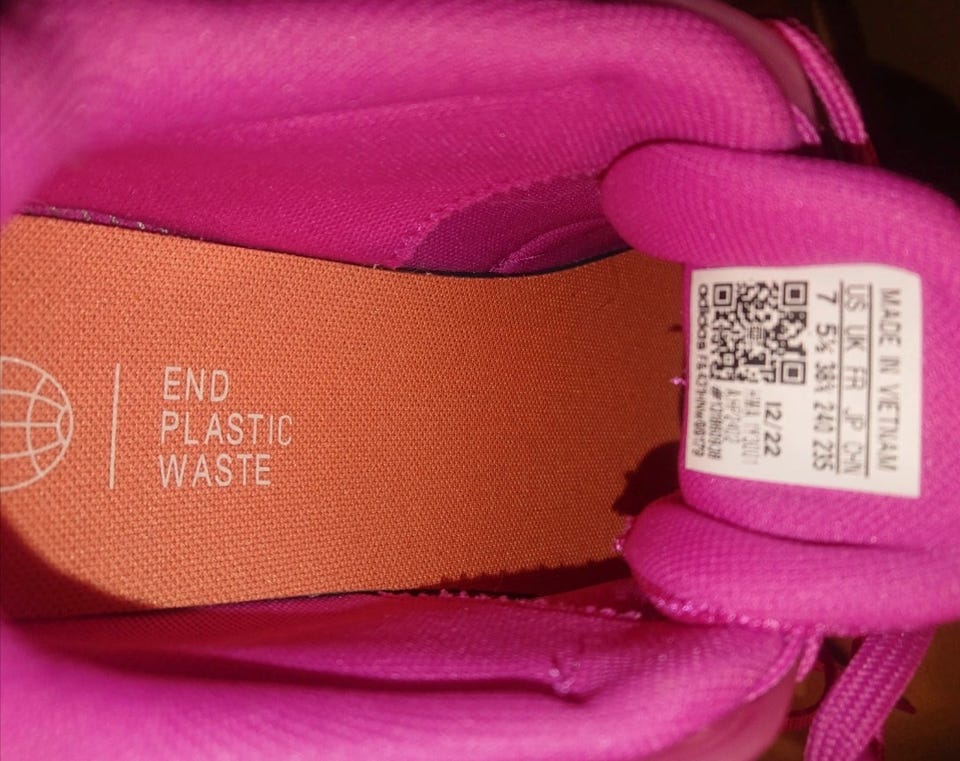 END
PLASTIC
WASTE
MADE IN VIETNAM
US UK FR JP CHN
7 5½ 38⅔ 240 235
12/22
adidas